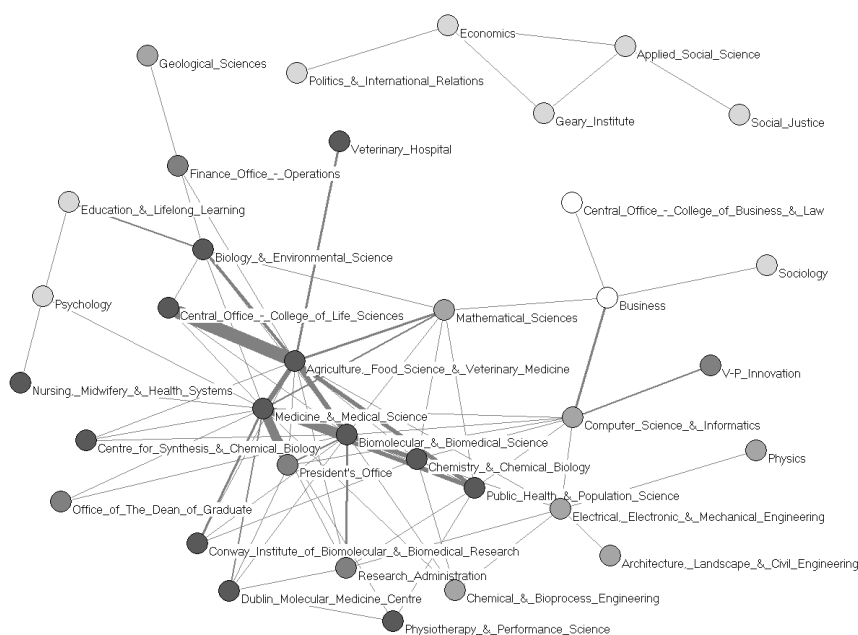 Economics
Applied_Social_Science
Geological_Sciences
Politics_&_International_Relations
Geary_Institute
Social_Justice
Veterinary_Hospital
Finance_Office_-_Operations
Education_&_Lifelong_Learning
Central_Office_-_College_of_Business_&_Law
Biology_&_Environmental_Science
Sociology
Psychology
Business
Central_Office_-_College_of_Life_Sciences
Mathematical_Sciences
Agriculture,_Food_Science_&_Veterinary_Medicine
V-P_Innovation
Nursing,_Midwifery_&_Health_Systems
Medicine_&_Medical_Science
Computer_Science_&_Informatics
Biomolecular_&_Biomedical_Science
Centre_for_Synthesis_&_Chemical_Biology
Physics
Chemistry_&_Chemical_Biology
President's_Office
Public_Health_&_Population_Science
Office_of_The_Dean_of_Graduate
Electrical,_Electronic_&_Mechanical_Engineering
Conway_Institute_of_Biomolecular_&_Biomedical_Research
Architecture,_Landscape_&_Civil_Engineering
Research_Administration
Dublin_Molecular_Medicine_Centre
Chemical_&_Bioprocess_Engineering
Physiotherapy_&_Performance_Science